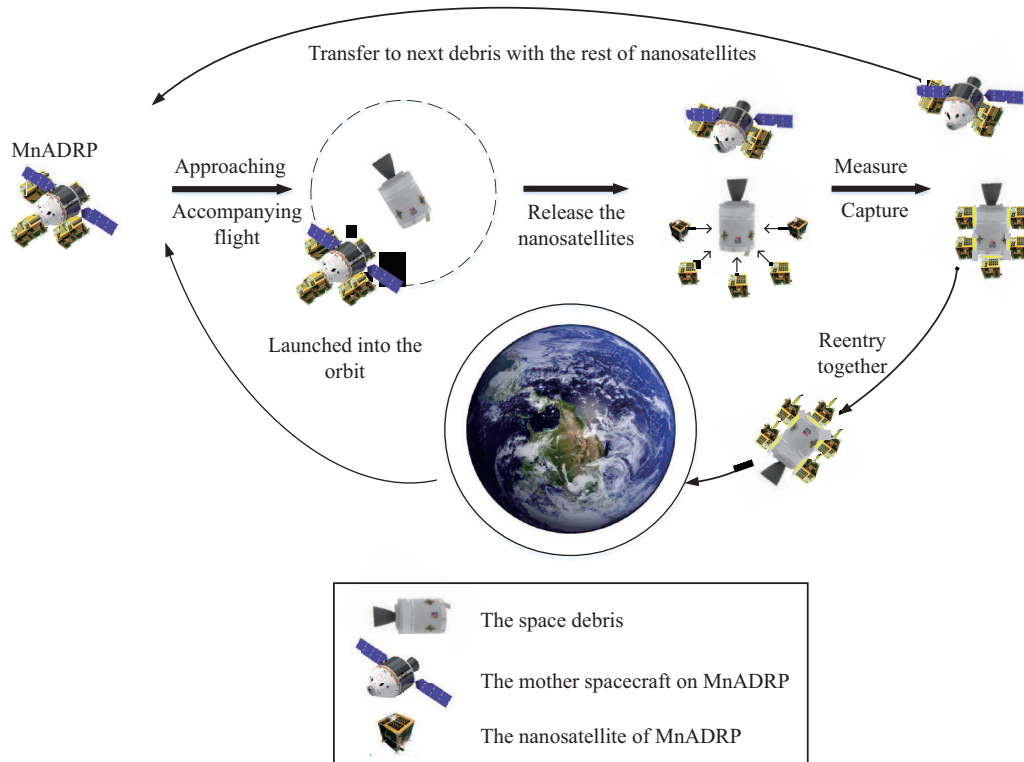 Transfer to next debris with the rest of nanosatellites
MnADRP
Approaching
Accompanying
flight
Release the
nanosatellites
Measure
Capture
Launched into the
orbit
Reentry
together
The space debris
The mother spacecraft on MnADRP
The nanosatellite of MnADRP